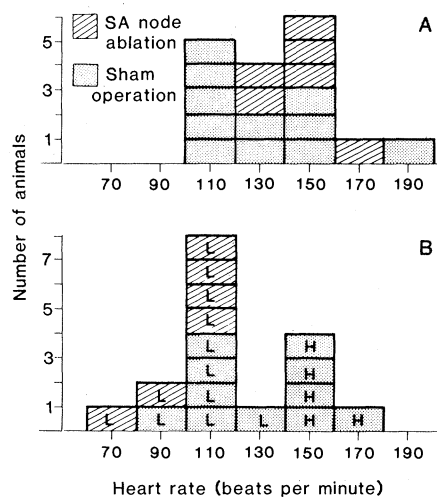 SA node
ablation
Sham
operation
A
5
3
1
70 90 110 130 150 170 190
Number of animals
B
L
7 L
L
5 L
L H
3 L H
L L H
1 L L L L H H
70 90 110 130 150 170 190
Heart rate (beats per minute)